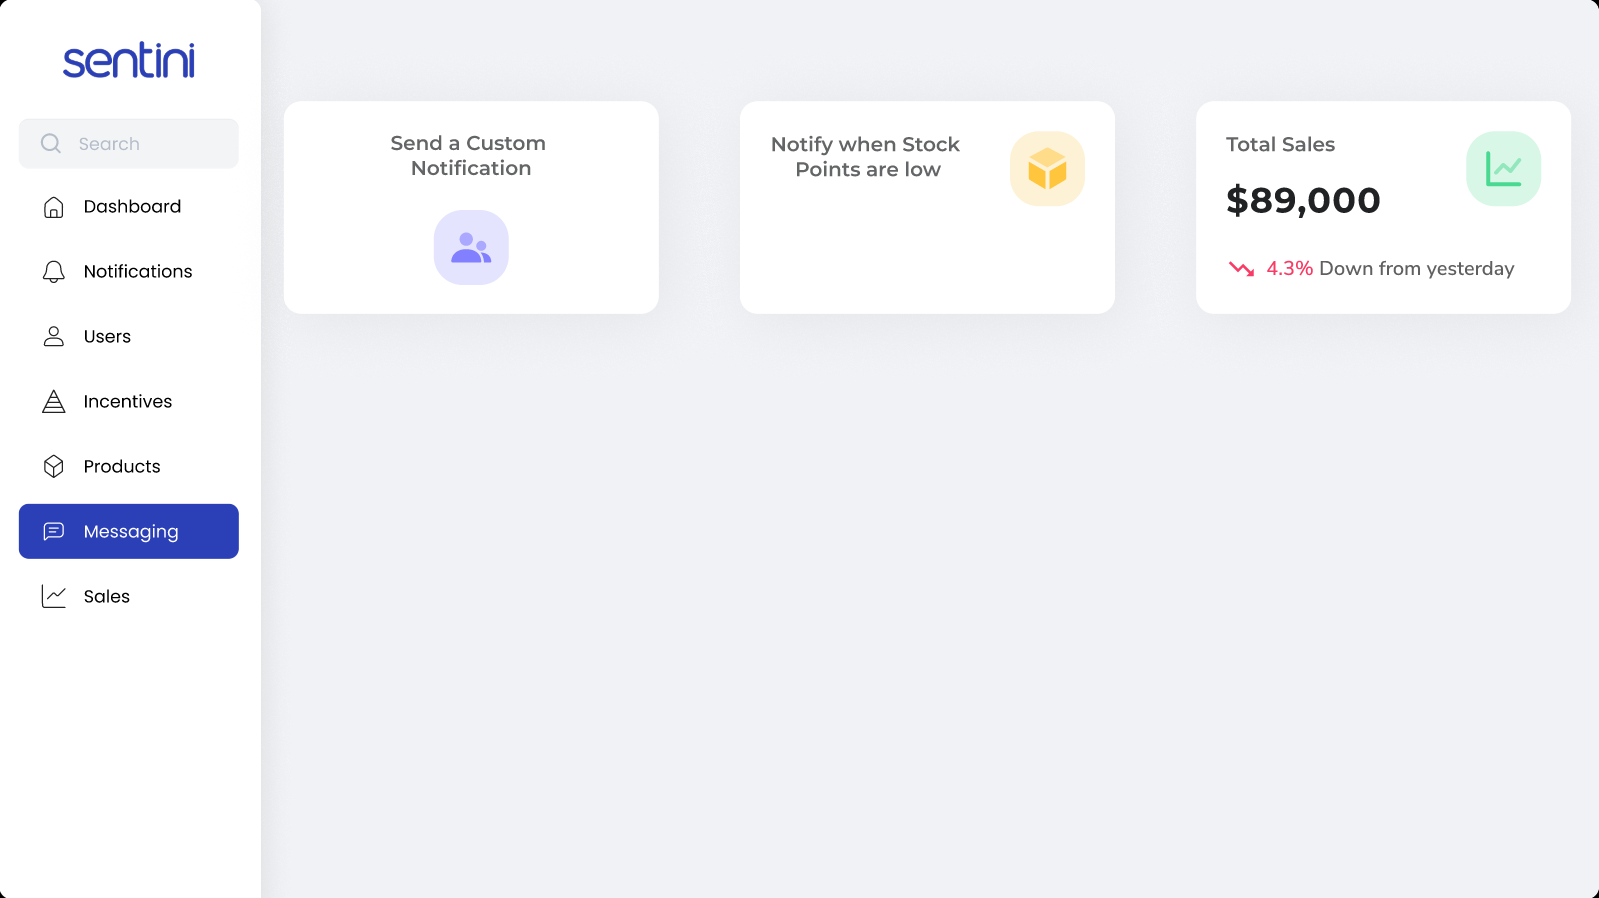 sentini
Search
Dashboard
Notifications
Users
Incentives
Products
Messaging
Sales
Send a Custom
Notification
Notify when Stock
Points are low
Total Sales
$89,000
4.3% Down from yesterday